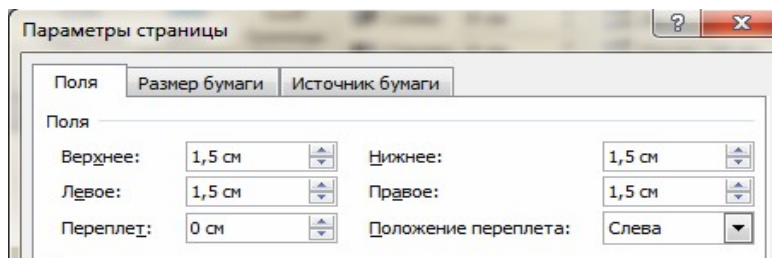 Параметры страницы
Поля Размер бумаги Источник бумаги
Поля
Верхнее: 1,5 см Нижнее: 1,5 см
Левое: 1,5 см Правое: 1,5 см
Переплет: 0 см Положение переплета: Слева